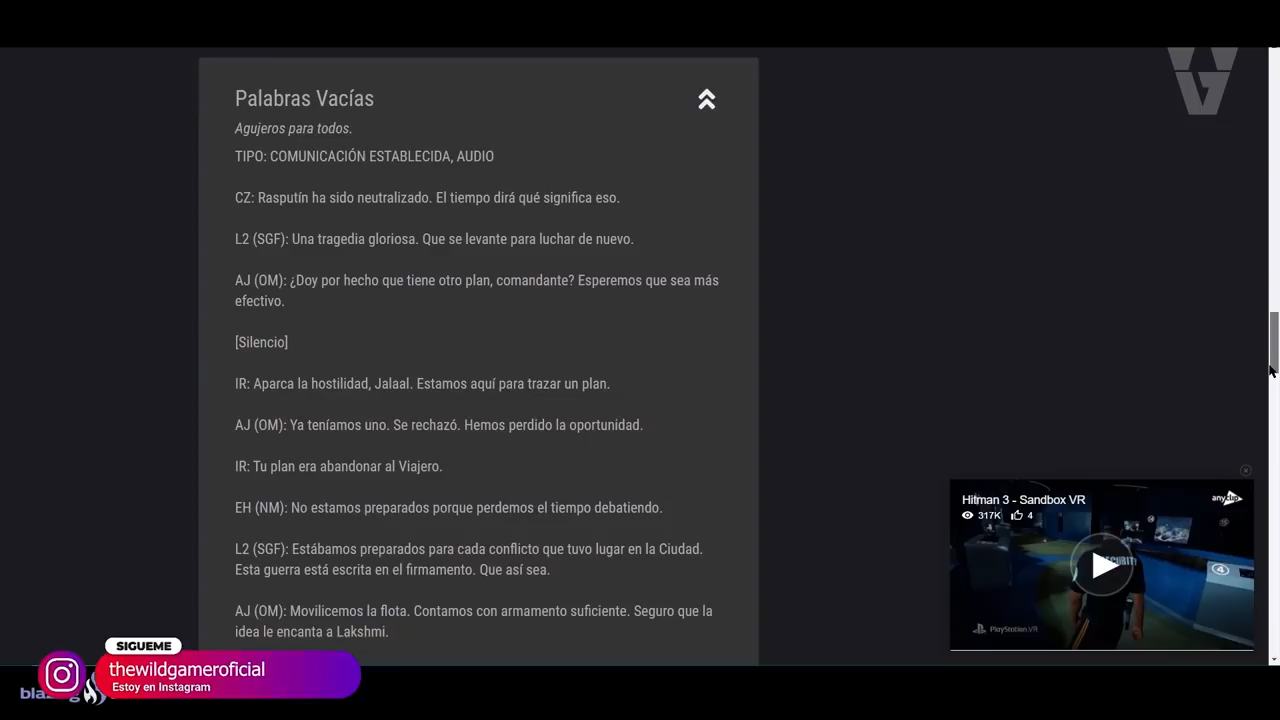 Palabras Vacías
Agujeros para todos.
TIPO: COMUNICACIÓN ESTABLECIDA, AUDIO
CZ: Rasputín ha sido neutralizado. El tiempo dirá qué significa eso.
L2 (SGF): Una tragedia gloriosa. Que se levante para luchar de nuevo.
AJ (OM): ¿Doy por hecho que tiene otro plan, comandante? Esperemos que sea más
efectivo.
[Silencio]
IR: Aparca la hostilidad, Jalaal. Estamos aquí para trazar un plan.
AJ (OM): Ya teníamos uno. Se rechazó. Hemos perdido la oportunidad.
IR: Tu plan era abandonar al Viajero.
EH (NM): No estamos preparados porque perdemos el tiempo debatiendo.
L2 (SGF): Estábamos preparados para cada conflicto que tuvo lugar en la Ciudad.
Esta guerra está escrita en el firmamento. Que así sea.
AJ (OM): Movilicemos la flota. Contamos con armamento suficiente. Seguro que la
idea le encanta a Lakshmi.
Hitman 3 - Sandbox VR
317K 4
anyclip
4
PlayStation VR
SIGUEME
thewildgameroficial
Estoy en Instagram